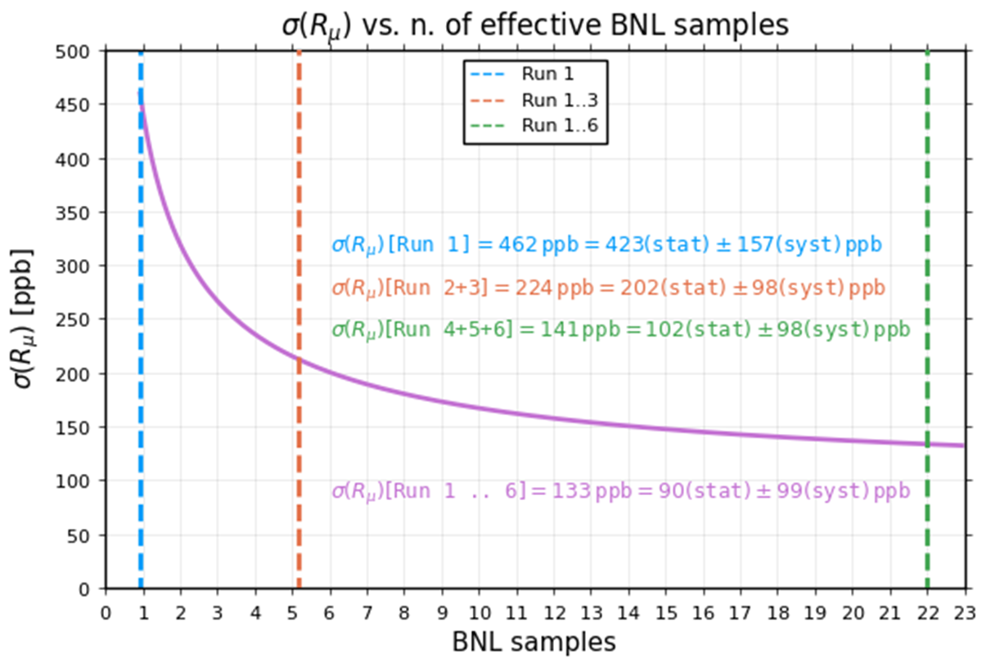 σ(Rμ) vs. n. of effective BNL samples
500
450
400
350
300
250
200
150
100
50
0
σ(Rμ) [ppb]
Run 1
Run 1..3
Run 1..6
σ(Rμ)[Run 1] = 462 ppb = 423(stat) ± 157(syst) ppb
σ(Rμ)[Run 2+3] = 224 ppb = 202(stat) ± 98(syst) ppb
σ(Rμ)[Run 4+5+6] = 141 ppb = 102(stat) ± 98(syst) ppb
σ(Rμ)[Run 1 .. 6] = 133 ppb = 90(stat) ± 99(syst) ppb
0 1 2 3 4 5 6 7 8 9 10 11 12 13 14 15 16 17 18 19 20 21 22 23
BNL samples